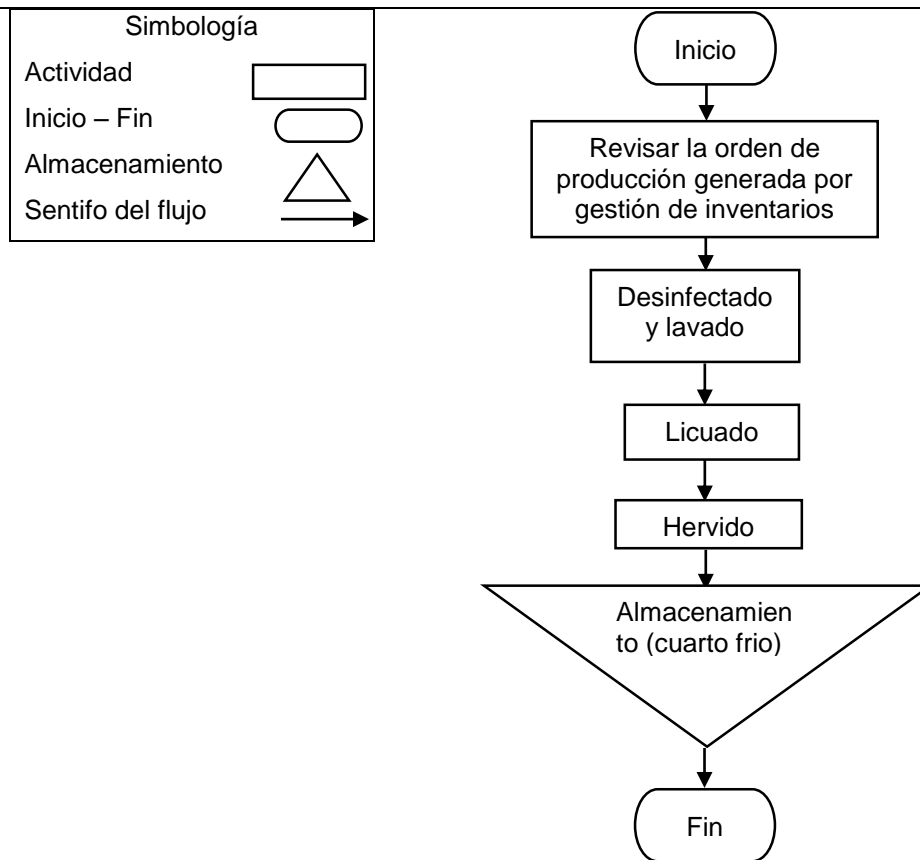 Simbología
Actividad
Inicio – Fin
Almacenamiento
Sentifo del flujo
Inicio
Revisar la orden de
producción generada por
gestión de inventarios
Desinfectado
y lavado
Licuado
Hervido
Almacenamien
to (cuarto frio)
Fin